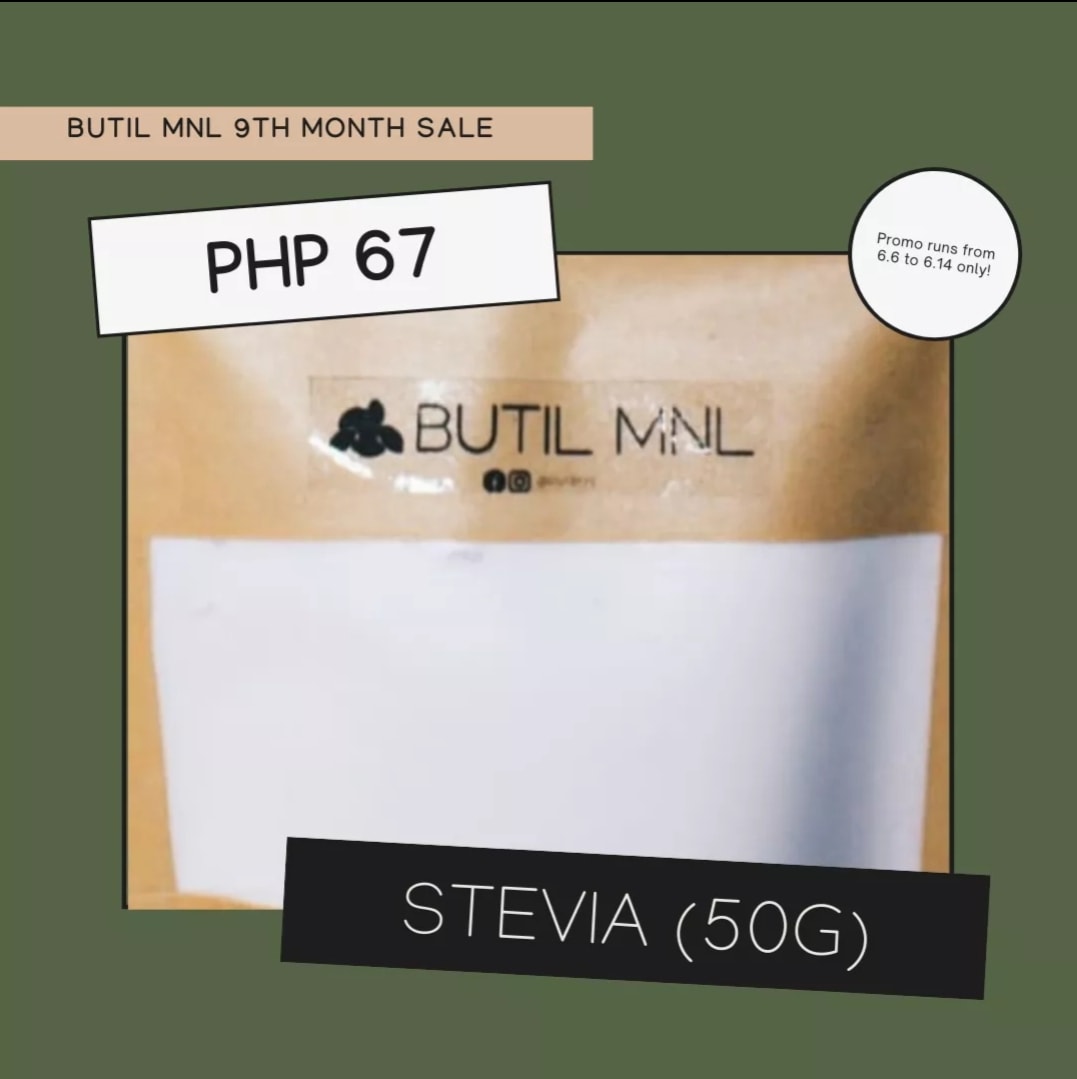 BUTIL MNL 9TH MONTH SALE
PHP 67
Promo runs from
6.6 to 6.14 only!
BUTIL MNL
STEVIA (50G)